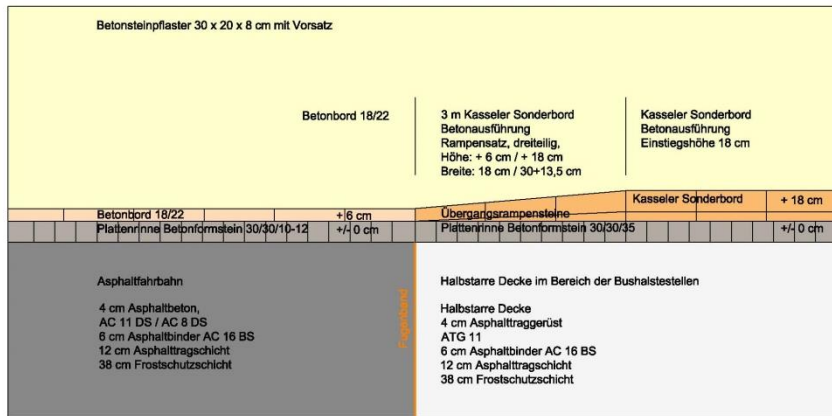 Betonsteinpflaster 30 x 20 x 8 cm mit Vorsatz
Betonbord 18/22
3 m Kasseler Sonderbord
Betonausführung
Rampensatz, dreiteilig,
Höhe: + 6 cm / + 18 cm
Breite: 18 cm / 30+13,5 cm
Kasseler Sonderbord
Betonausführung
Einstiegshöhe 18 cm
Kasseler Sonderbord
+ 18 cm
Betonbord 18/22
+ 6 cm
Übergangsrampensteine
Plattenrinne Betonformstein 30/30/10-12
+/- 0 cm
Plattenrinne Betonformstein 30/30/35
+/- 0 cm
Asphaltfahrbahn
4 cm Asphaltbeton,
AC 11 DS / AC 8 DS
6 cm Asphaltbinder AC 16 BS
12 cm Asphalttragschicht
38 cm Frostschutzschicht
Fugenband
Halbstarre Decke im Bereich der Bushalstestellen
Halbstarre Decke
4 cm Asphalttraggerüst
ATG 11
6 cm Asphaltbinder AC 16 BS
12 cm Asphalttragschicht
38 cm Frostschutzschicht